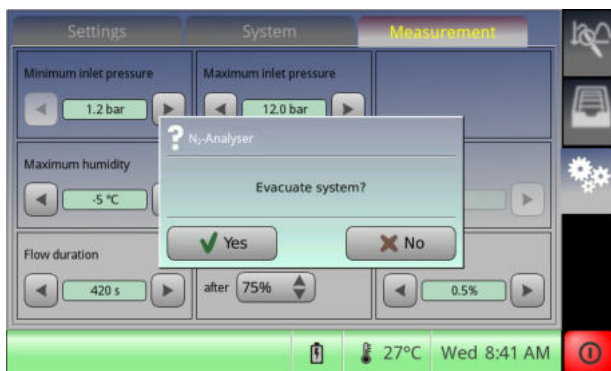 Settings System Measurement
Minimum inlet pressure Maximum inlet pressure
1.2 bar 12.0 bar
N₂-Analyser
Maximum humidity
Evacuate system?
-5 °C
Yes No
Flow duration
420 s after 75% 0.5%
27°C Wed 8:41 AM